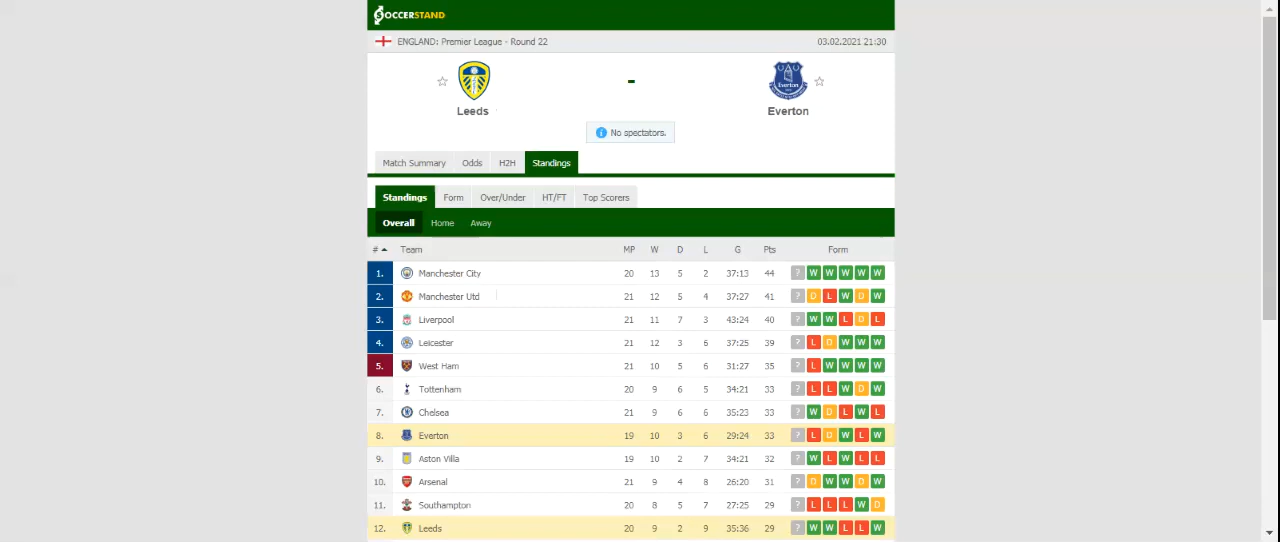 SOCCERSTAND
ENGLAND: Premier League - Round 22 03.02.2021 21:30
-
Leeds Everton
No spectators.
Match Summary Odds H2H Standings
Standings Form Over/Under HT/FT Top Scorers
Overall Home Away
# Team MP W D L G Pts Form
1. Manchester City 20 13 5 2 37:13 44 ? W W W W W
2. Manchester Utd 21 12 5 4 37:27 41 ? D L W D W
3. Liverpool 21 11 7 3 43:24 40 ? W W L D L
4. Leicester 21 12 3 6 37:25 39 ? L D W W W
5. West Ham 21 10 5 6 31:27 35 ? L W W W W
6. Tottenham 20 9 6 5 34:21 33 ? L L W D W
7. Chelsea 21 9 6 6 35:23 33 ? W D L W L
8. Everton 19 10 3 6 29:24 33 ? L D W L W
9. Aston Villa 19 10 2 7 34:21 32 ? W L W L L
10. Arsenal 21 9 4 8 26:20 31 ? D W W D W
11. Southampton 20 8 5 7 27:25 29 ? L L L W D
12. Leeds 20 9 2 9 35:36 29 ? W W L L W